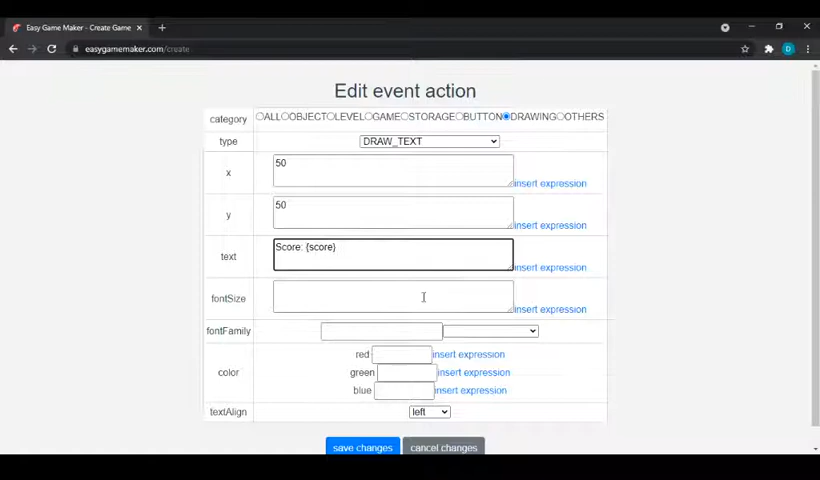 Easy Game Maker - Create Game
easygamemaker.com/create
D
Edit event action
category ALL OBJECT LEVEL GAME STORAGE BUTTON DRAWING OTHERS
type DRAW_TEXT
x 50 insert expression
y 50 insert expression
text Score: {score} insert expression
fontSize insert expression
fontFamily
color
red insert expression
green insert expression
blue insert expression
textAlign left
save changes cancel changes